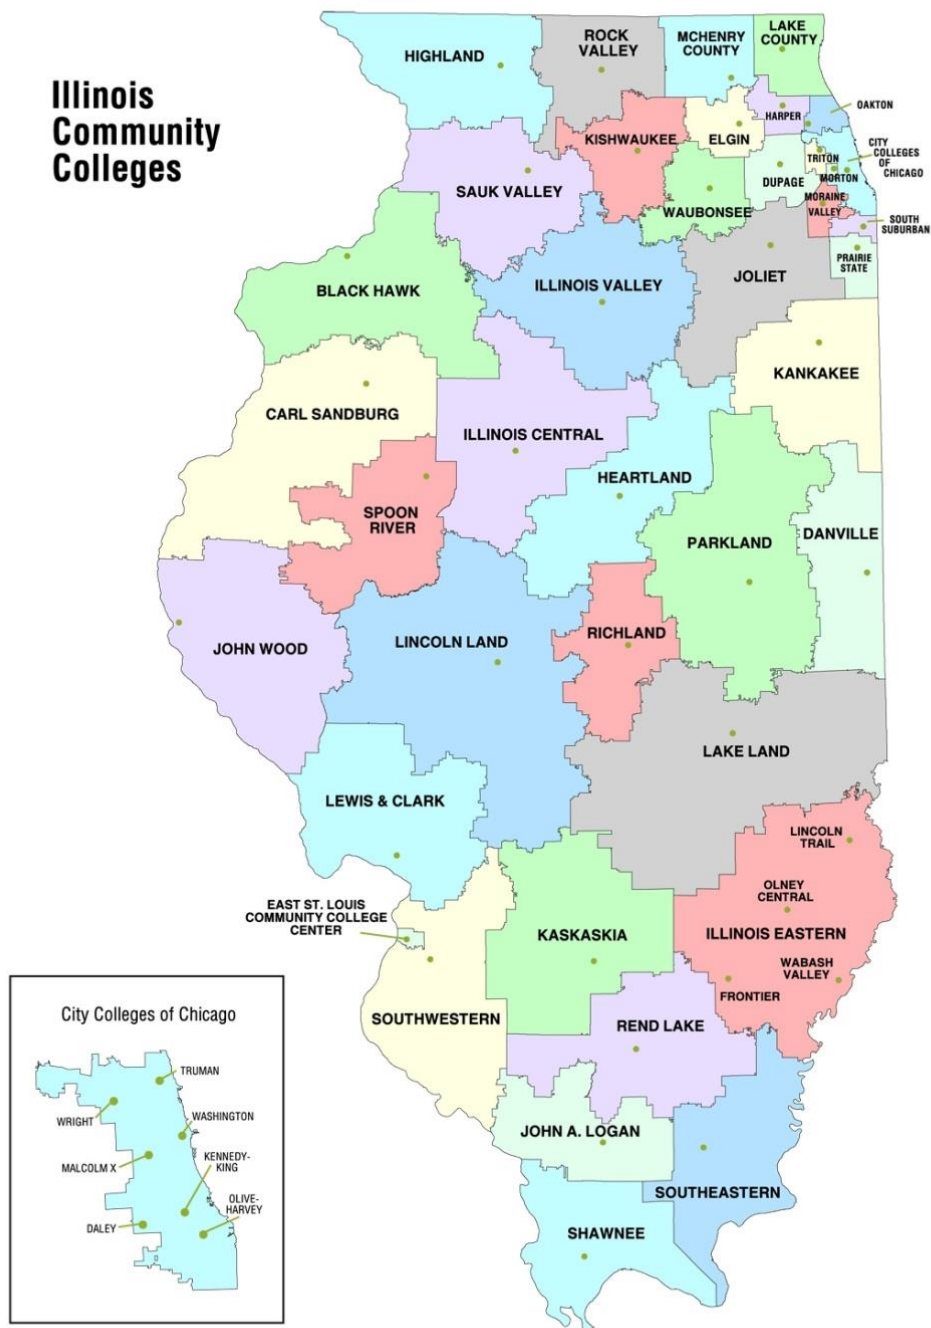 Illinois
Community
Colleges
HIGHLAND
ROCK
VALLEY
MCHENRY
COUNTY
LAKE
COUNTY
HARPER
OAKTON
KISHWAUKEE
ELGIN
CITY
COLLEGES
OF
CHICAGO
TRITON
MORTON
DUPAGE
SAUK VALLEY
WAUBONSEE
MORAINE
VALLEY
SOUTH
SUBURBAN
PRAIRIE
STATE
BLACK HAWK
ILLINOIS VALLEY
JOLIET
KANKAKEE
CARL SANDBURG
ILLINOIS CENTRAL
HEARTLAND
SPOON
RIVER
PARKLAND
DANVILLE
JOHN WOOD
LINCOLN LAND
RICHLAND
LAKE LAND
LEWIS & CLARK
LINCOLN
TRAIL
OLNEY
CENTRAL
EAST ST. LOUIS
COMMUNITY COLLEGE
CENTER
KASKASKIA
ILLINOIS EASTERN
WABASH
VALLEY
FRONTIER
SOUTHWESTERN
REND LAKE
JOHN A. LOGAN
SOUTHEASTERN
SHAWNEE
City Colleges of Chicago
TRUMAN
WRIGHT
WASHINGTON
MALCOLM X
KENNEDY-
KING
OLIVE-
HARVEY
DALEY